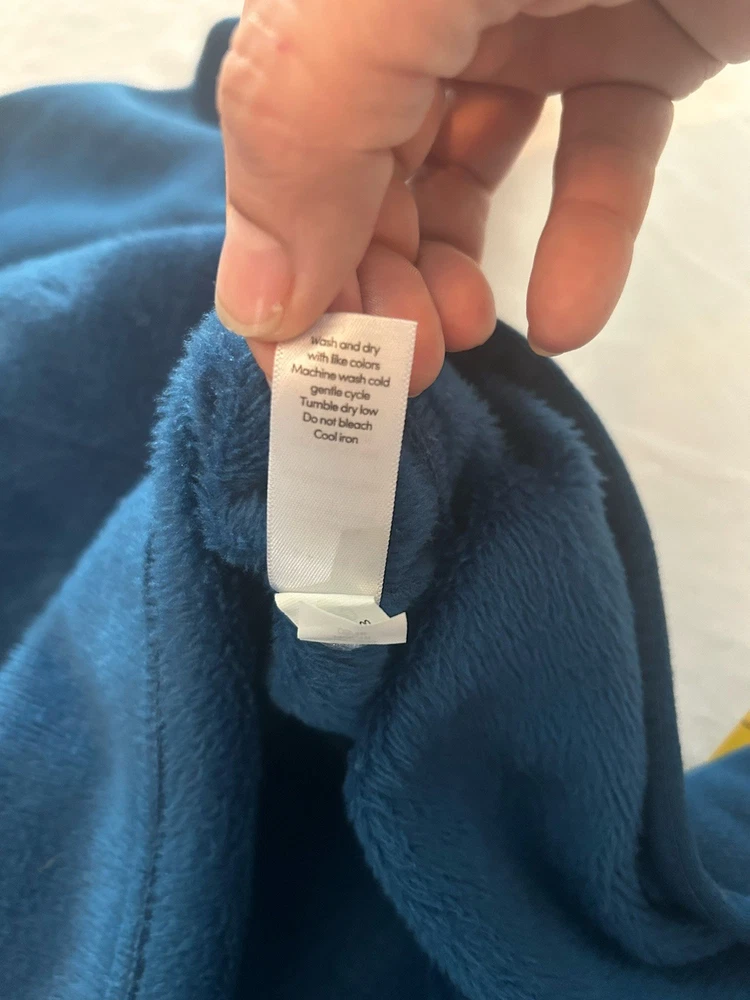 Wash and dry
with like colors
Machine wash cold
gentle cycle
Tumble dry low
Do not bleach
Cool iron